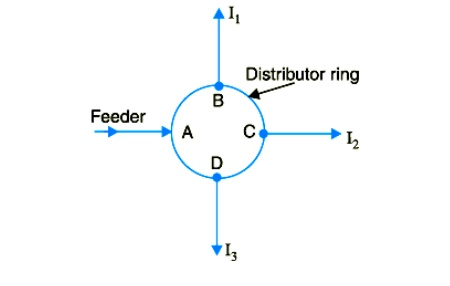 I₁
Distributor ring
Feeder
B
A
C
I₂
D
I₃